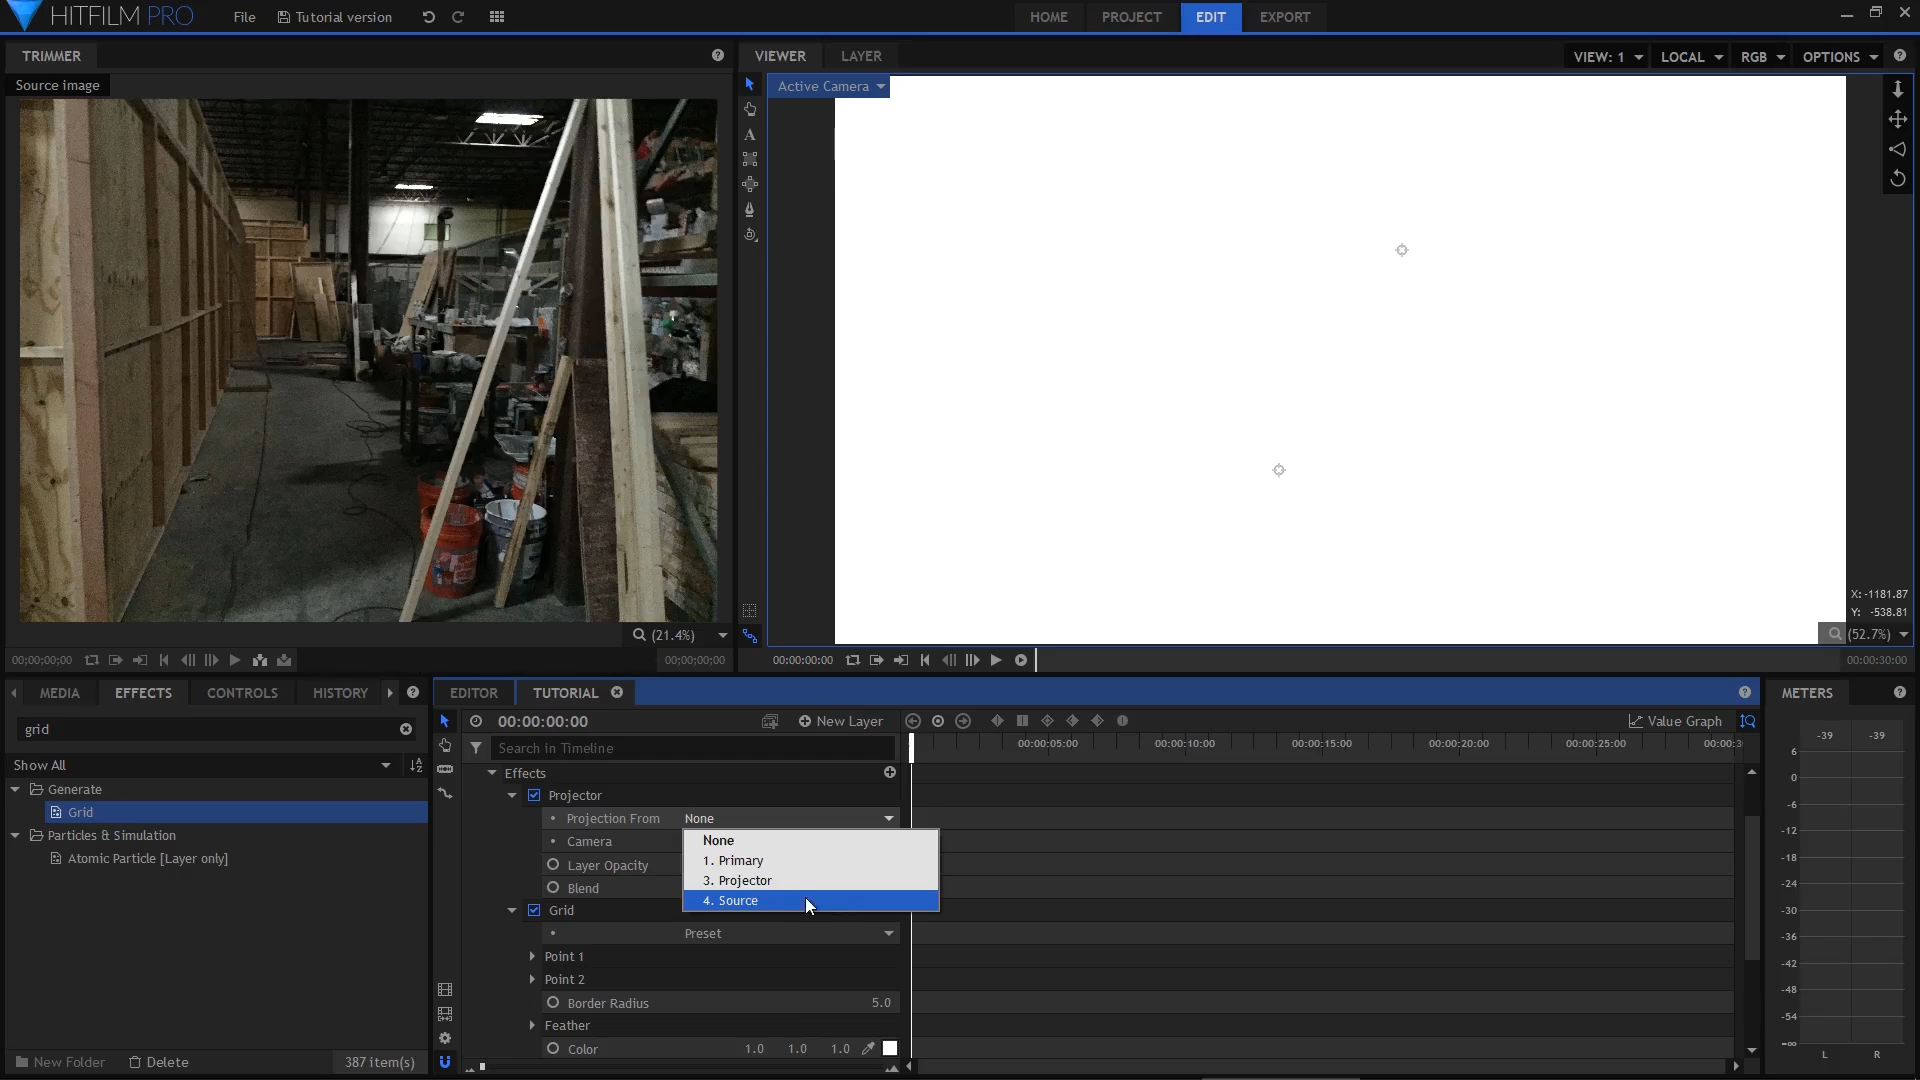 HITFILM PRO
File
Tutorial version
HOME
PROJECT
EDIT
EXPORT
TRIMMER
VIEWER
LAYER
VIEW: 1
LOCAL
RGB
OPTIONS
Source image
Active Camera
X: -1181.87
Y: -538.81
(21.4%)
(52.7%)
00;00;00;00
00;00;00;00
00:00:00:00
00:00:30:00
MEDIA
EFFECTS
CONTROLS
HISTORY
EDITOR
TUTORIAL
METERS
grid
00:00:00:00
New Layer
Value Graph
Search in Timeline
00:00:05:00
00:00:10:00
00:00:15:00
00:00:20:00
00:00:25:00
00:00:3
Show All
Generate
Grid
Particles & Simulation
Atomic Particle [Layer only]
Effects
Projector
Projection From
None
Camera
Layer Opacity
Blend
None
1. Primary
3. Projector
4. Source
Grid
Preset
Point 1
Point 2
Border Radius
5.0
Feather
Color
1.0
1.0
1.0
New Folder
Delete
387 item(s)
-39
-39
6
0
-6
-12
-18
-24
-30
-36
-42
-48
-54
-∞
L
R